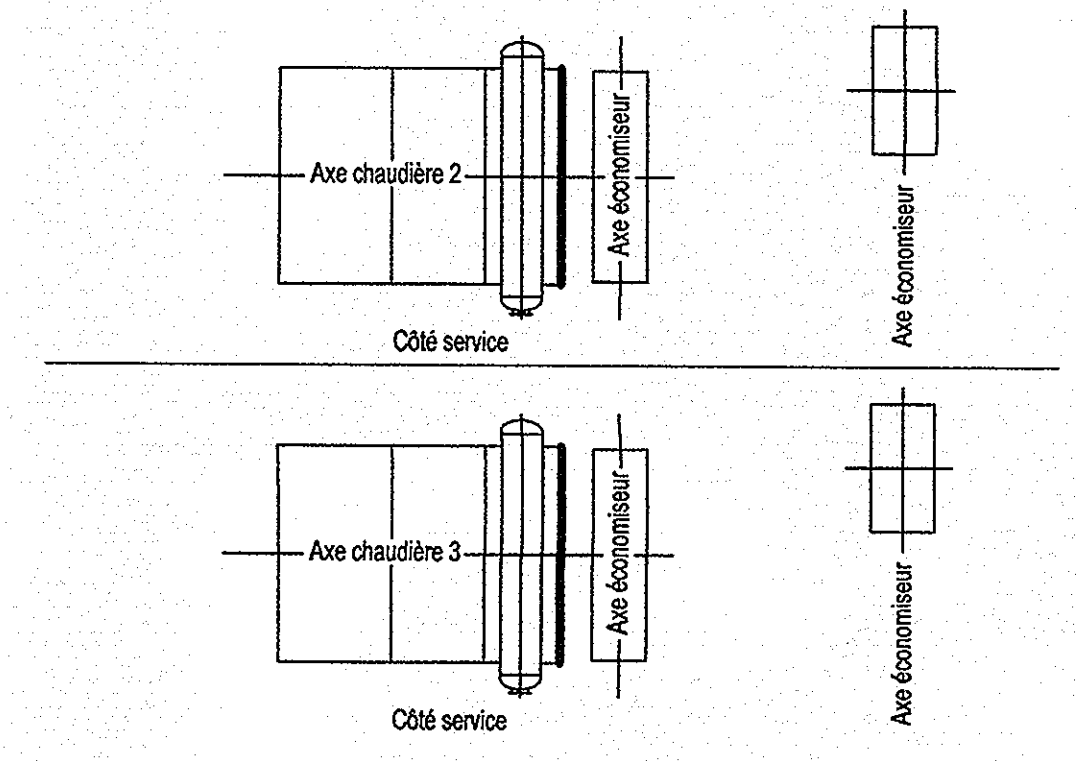 Axe chaudière 2
Axe économiseur
Axe économiseur
Côté service
Axe chaudière 3
Axe économiseur
Axe économiseur
Côté service